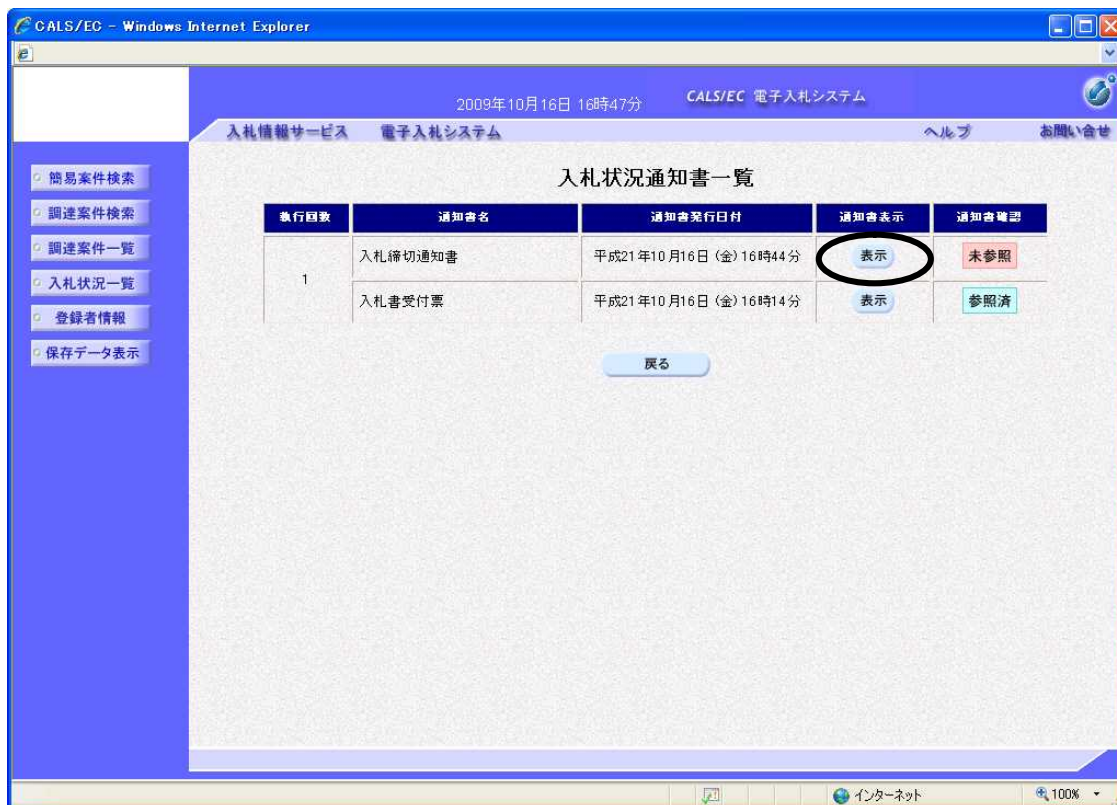 CALS/EC - Windows Internet Explorer
2009年10月16日 16時47分
CALS/EC 電子入札システム
入札情報サービス 電子入札システム ヘルプ お問い合せ
簡易案件検索
調達案件検索
調達案件一覧
入札状況一覧
登録者情報
保存データ表示
入札状況通知書一覧
執行回数 通知書名 通知書発行日付 通知書表示 通知書確認
1
入札締切通知書 平成21年10月16日 (金) 16時44分 表示 未参照
入札書受付票 平成21年10月16日 (金) 16時14分 表示 参照済
戻る
インターネット 100%